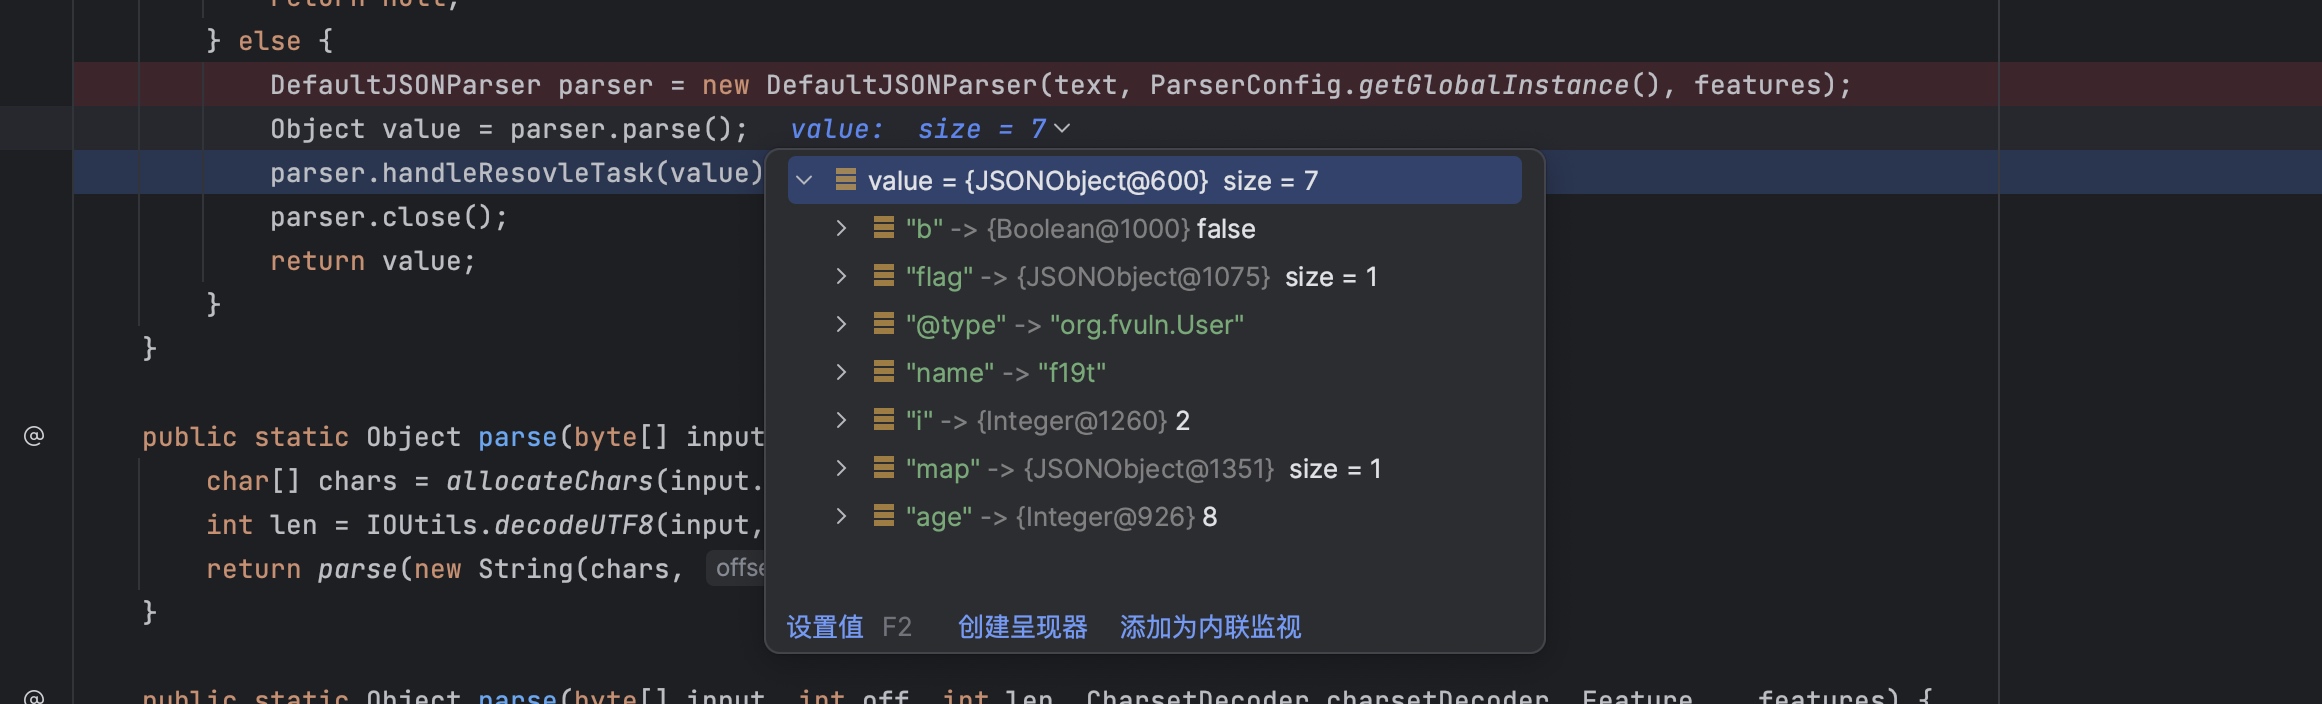 return null;
} else {
DefaultJSONParser parser = new DefaultJSONParser(text, ParserConfig.getGlobalInstance(), features);
Object value = parser.parse(); value: size = 7
parser.handleResovleTask(value)
value = {JSONObject@600} size = 7
parser.close();
"b" -> {Boolean@1000} false
return value;
"flag" -> {JSONObject@1075} size = 1
}
"@type" -> "org.fvuln.User"
}
"name" -> "f19t"
"i" -> {Integer@1260} 2
@ public static Object parse(byte[] input
"map" -> {JSONObject@1351} size = 1
char[] chars = allocateChars(input.
"age" -> {Integer@926} 8
int len = IOUtils.decodeUTF8(input,
return parse(new String(chars, offse
}
设置值 F2 创建呈现器 添加为内联监视
@ public static Object parse(byte[] input, int off, int len, CharsetDecoder charsetDecoder, Feature... features) {